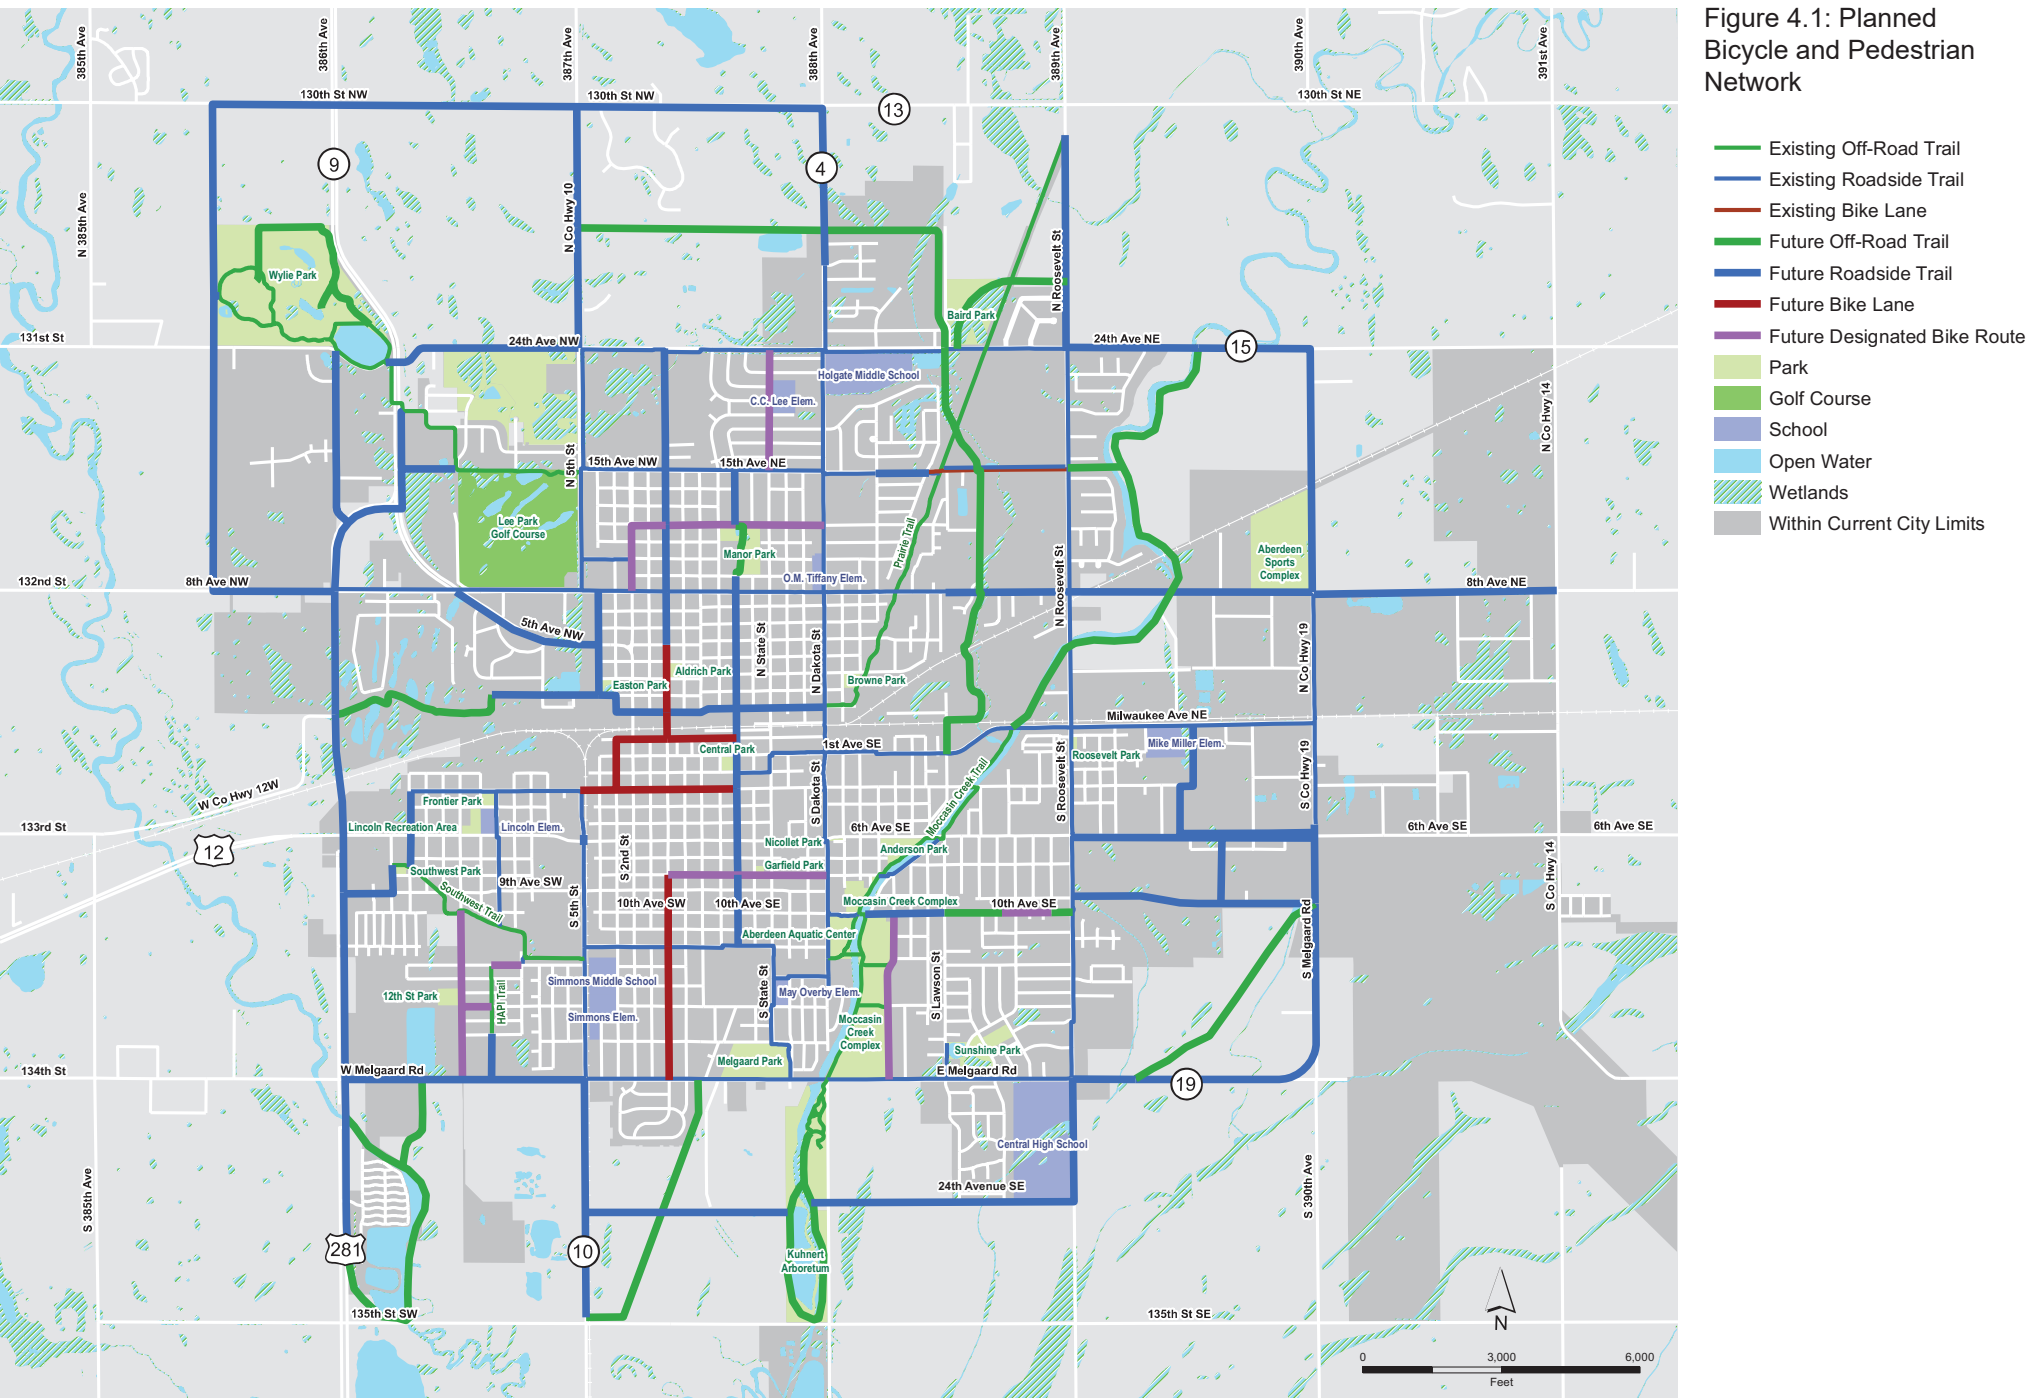 Figure 4.1: Planned
Bicycle and Pedestrian
Network
Existing Off-Road Trail
Existing Roadside Trail
Existing Bike Lane
Future Off-Road Trail
Future Roadside Trail
Future Bike Lane
Future Designated Bike Route
Park
Golf Course
School
Open Water
Wetlands
Within Current City Limits
385th Ave
386th Ave
387th Ave
388th Ave
389th Ave
390th Ave
391st Ave
130th St NW
130th St NW
13
130th St NE
9
4
N 385th Ave
N Co Hwy 10
N Roosevelt St
Wylie Park
Baird Park
131st St
24th Ave NW
24th Ave NE
15
Holgate Middle School
C.C. Lee Elem.
N Co Hwy 14
N 5th St
15th Ave NW
15th Ave NE
Lee Park
Golf Course
Manor Park
Prairie Trail
Aberdeen
Sports
Complex
O.M. Tiffany Elem.
N Roosevelt St
132nd St
8th Ave NW
8th Ave NE
5th Ave NW
N State St
N Dakota St
N Co Hwy 19
Aldrich Park
Easton Park
Browne Park
Milwaukee Ave NE
1st Ave SE
Central Park
Roosevelt Park
Mike Miller Elem.
W Co Hwy 12W
S Dakota St
S Roosevelt St
S Co Hwy 19
Moccasin Creek Trail
Frontier Park
Lincoln Recreation Area
Lincoln Elem.
133rd St
12
6th Ave SE
6th Ave SE
6th Ave SE
Nicollet Park
Anderson Park
S 2nd St
Garfield Park
Southwest Park
9th Ave SW
Southwest Trail
S Co Hwy 14
S 5th St
10th Ave SW
10th Ave SE
Moccasin Creek Complex
10th Ave SE
Aberdeen Aquatic Center
S Melgaard Rd
Simmons Middle School
May Overby Elem.
S State St
S Lawson St
12th St Park
HAPI Trail
Simmons Elem.
Moccasin
Creek
Complex
Sunshine Park
Melgaard Park
134th St
W Melgaard Rd
E Melgaard Rd
19
Central High School
24th Avenue SE
S 385th Ave
S 390th Ave
281
10
Kuhnert
Arboretum
135th St SW
135th St SE
N
0
3,000
6,000
Feet